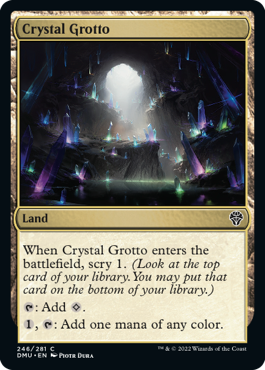 Crystal Grotto
Land
When Crystal Grotto enters the
battlefield, scry 1. (Look at the top
card of your library. You may put that
card on the bottom of your library.)
: Add .
1, : Add one mana of any color.
246/281 C
DMU • EN Piotr Dura
™ & © 2022 Wizards of the Coast